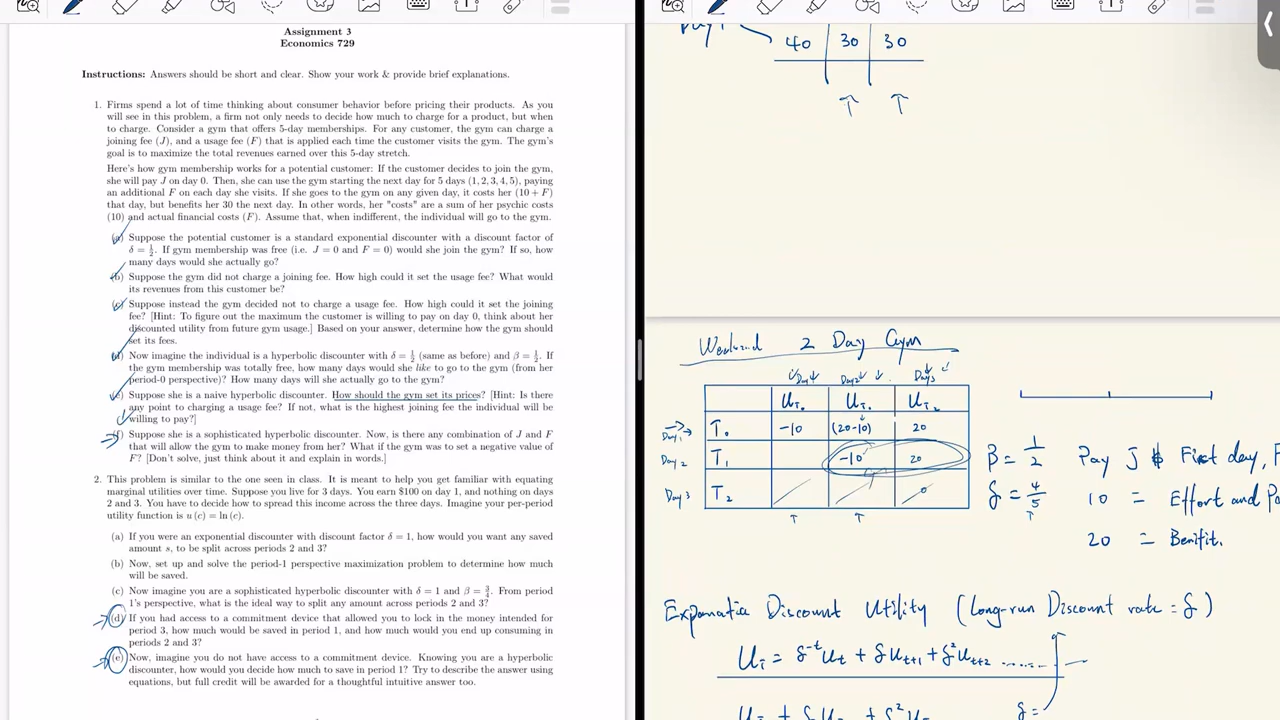 Assignment 3
Economics 729
Instructions: Answers should be short and clear. Show your work & provide brief explanations.
1. Firms spend a lot of time thinking about consumer behavior before pricing their products. As you
will see in this problem, a firm not only needs to decide how much to charge for a product, but when
to charge. Consider a gym that offers 5-day memberships. For any customer, the gym can charge a
joining fee (J), and a usage fee (F) that is applied each time the customer visits the gym. The gym's
goal is to maximize the total revenues earned over this 5-day stretch.
Here's how gym membership works for a potential customer: If the customer decides to join the gym,
she will pay J on day 0. Then, she can use the gym starting the next day for 5 days (1, 2, 3, 4, 5), paying
an additional F on each day she visits. If she goes to the gym on any given day, it costs her (10 + F)
that day, but benefits her 30 the next day. In other words, her "costs" are a sum of her psychic costs
(10) and actual financial costs (F). Assume that, when indifferent, the individual will go to the gym.
(a) Suppose the potential customer is a standard exponential discounter with a discount factor of
δ = 1/2. If gym membership was free (i.e. J = 0 and F = 0) would she join the gym? If so, how
many days would she actually go?
(b) Suppose the gym did not charge a joining fee. How high could it set the usage fee? What would
its revenues from this customer be?
(c) Suppose instead the gym decided not to charge a usage fee. How high could it set the joining
fee? [Hint: To figure out the maximum the customer is willing to pay on day 0, think about her
discounted utility from future gym usage.] Based on your answer, determine how the gym should
set its fees.
(d) Now imagine the individual is a hyperbolic discounter with δ = 1/2 (same as before) and β = 1/2. If
the gym membership was totally free, how many days would she like to go to the gym (from her
period-0 perspective)? How many days will she actually go to the gym?
(e) Suppose she is a naive hyperbolic discounter. How should the gym set its prices? [Hint: Is there
any point to charging a usage fee? If not, what is the highest joining fee the individual will be
willing to pay?]
(f) Suppose she is a sophisticated hyperbolic discounter. Now, is there any combination of J and F
that will allow the gym to make money from her? What if the gym was to set a negative value of
F? [Don't solve, just think about it and explain in words.]
2. This problem is similar to the one seen in class. It is meant to help you get familiar with equating
marginal utilities over time. Suppose you live for 3 days. You earn $100 on day 1, and nothing on days
2 and 3. You have to decide how to spread this income across the three days. Imagine your per-period
utility function is u (c) = ln (c).
(a) If you were an exponential discounter with discount factor δ = 1, how would you want any saved
amount s, to be split across periods 2 and 3?
(b) Now, set up and solve the period-1 perspective maximization problem to determine how much
will be saved.
(c) Now imagine you are a sophisticated hyperbolic discounter with δ = 1 and β = 3/4. From period
1's perspective, what is the ideal way to split any amount across periods 2 and 3?
(d) If you had access to a commitment device that allowed you to lock in the money intended for
period 3, how much would be saved in period 1, and how much would you end up consuming in
periods 2 and 3?
(e) Now, imagine you do not have access to a commitment device. Knowing you are a hyperbolic
discounter, how would you decide how much to save in period 1? Try to describe the answer using
equations, but full credit will be awarded for a thoughtful intuitive answer too.
40 30 30
2 Day Gym
Day2 Day3
U T₀ U T₁ U T₂
Day1 T₀ -10 (20-10) 20
Day2 T₁ -10 20
Day3 T₂ 0
β = 1/2 Pay J First day,
δ = 4/5 10 = Effort and
20 = Benifit.
Discount Utility (long-run Discount rate = δ)